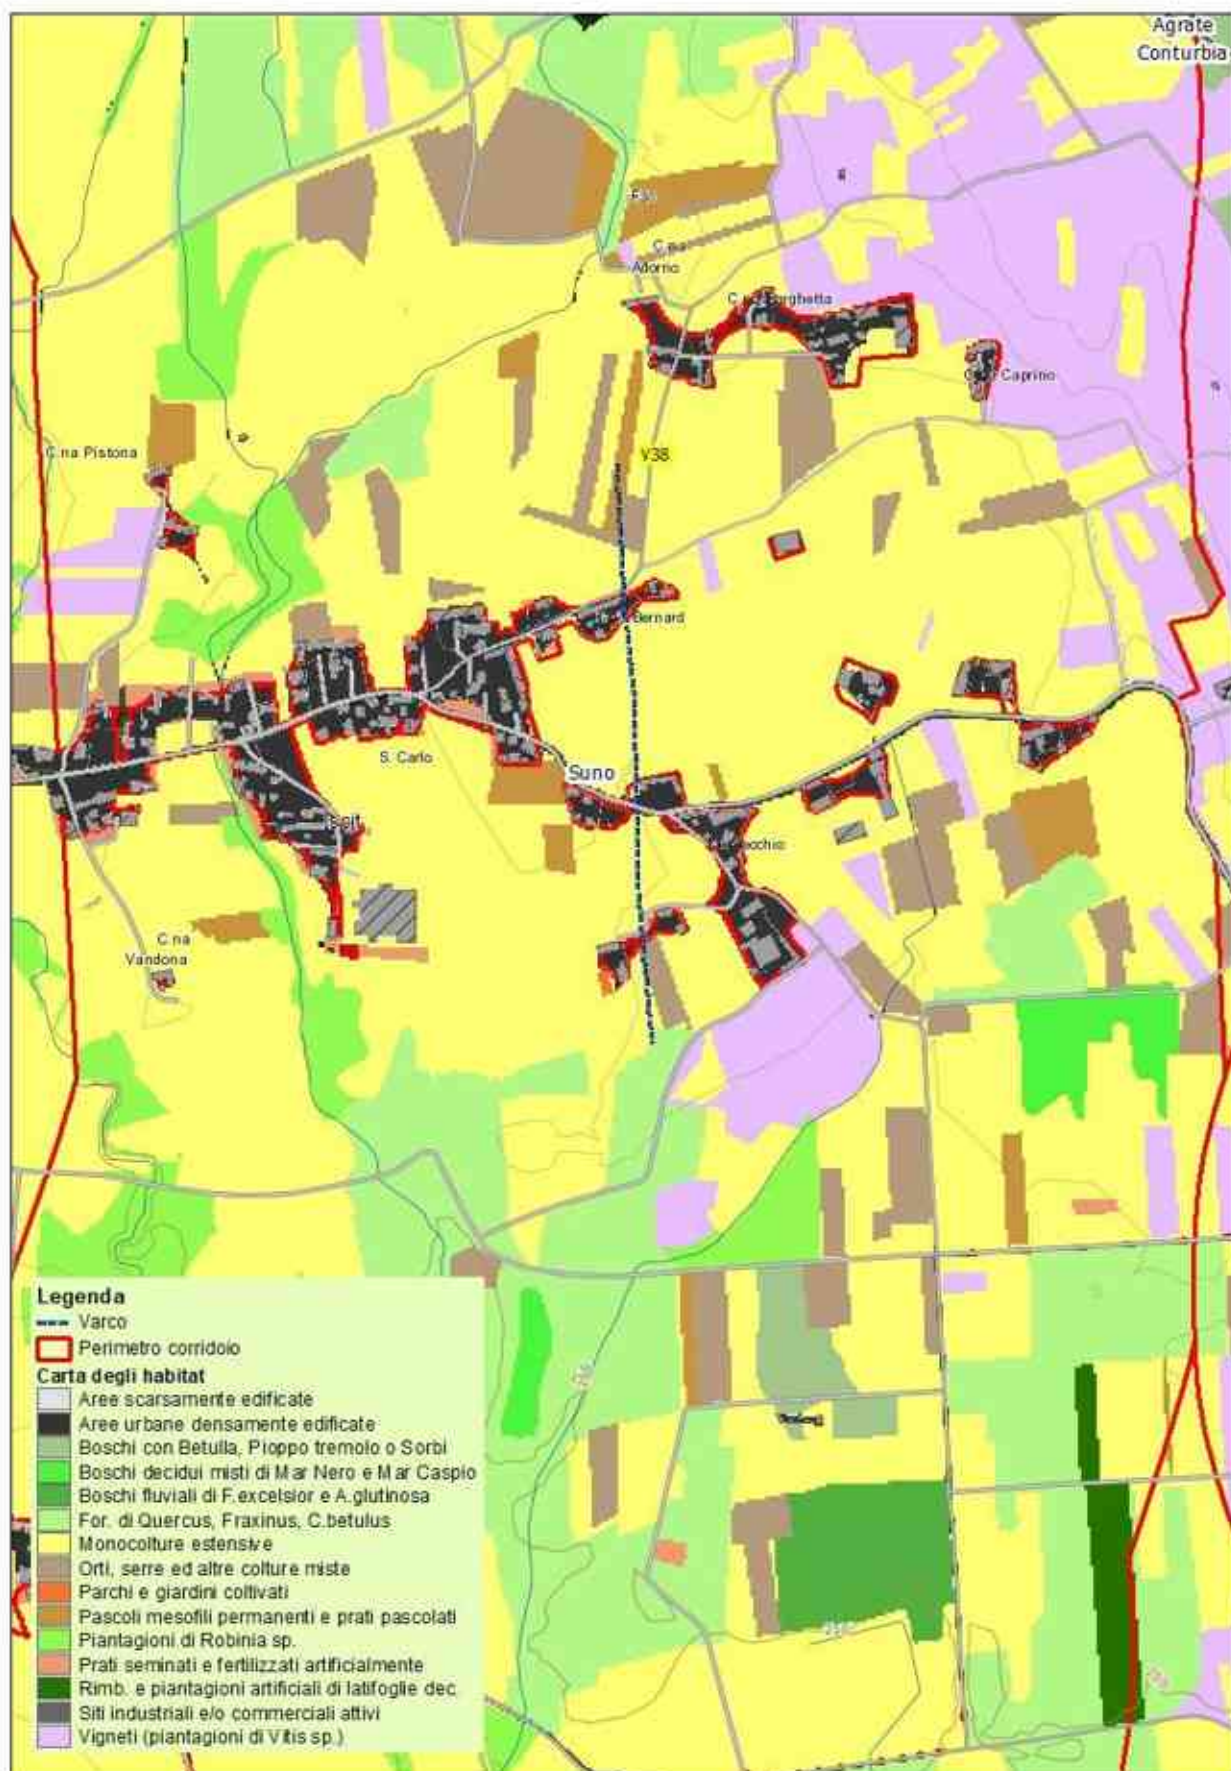 Agrate
Conturbia
C.na
Adorno
C.na Borghetta
Caprino
C.na Pistona
V38
Bernard
S. Carlo
Suno
C.na
Vandona
Legenda
Varco
Perimetro corridoio
Carta degli habitat
Aree scarsamente edificate
Aree urbane densamente edificate
Boschi con Betulla, Pioppo tremolo o Sorbi
Boschi decidui misti di Mar Nero e Mar Caspio
Boschi fluviali di F.excelsior e A.glutinosa
For. di Quercus, Fraxinus, C.betulus
Monocolture estensive
Orti, serre ed altre colture miste
Parchi e giardini coltivati
Pascoli mesofili permanenti e prati pascolati
Piantagioni di Robinia sp.
Prati seminati e fertilizzati artificialmente
Rimb. e piantagioni artificiali di latifoglie dec
Siti industriali e/o commerciali attivi
Vigneti (piantagioni di Vitis sp.)